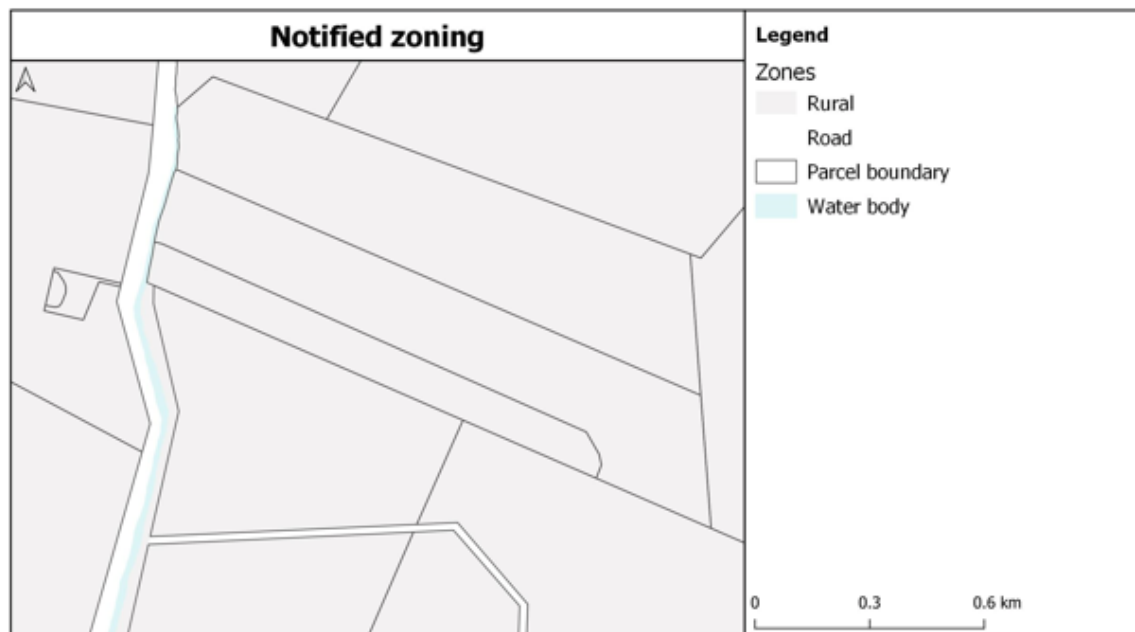 Notified zoning
Legend
Zones
Rural
Road
Parcel boundary
Water body
0 0.3 0.6 km